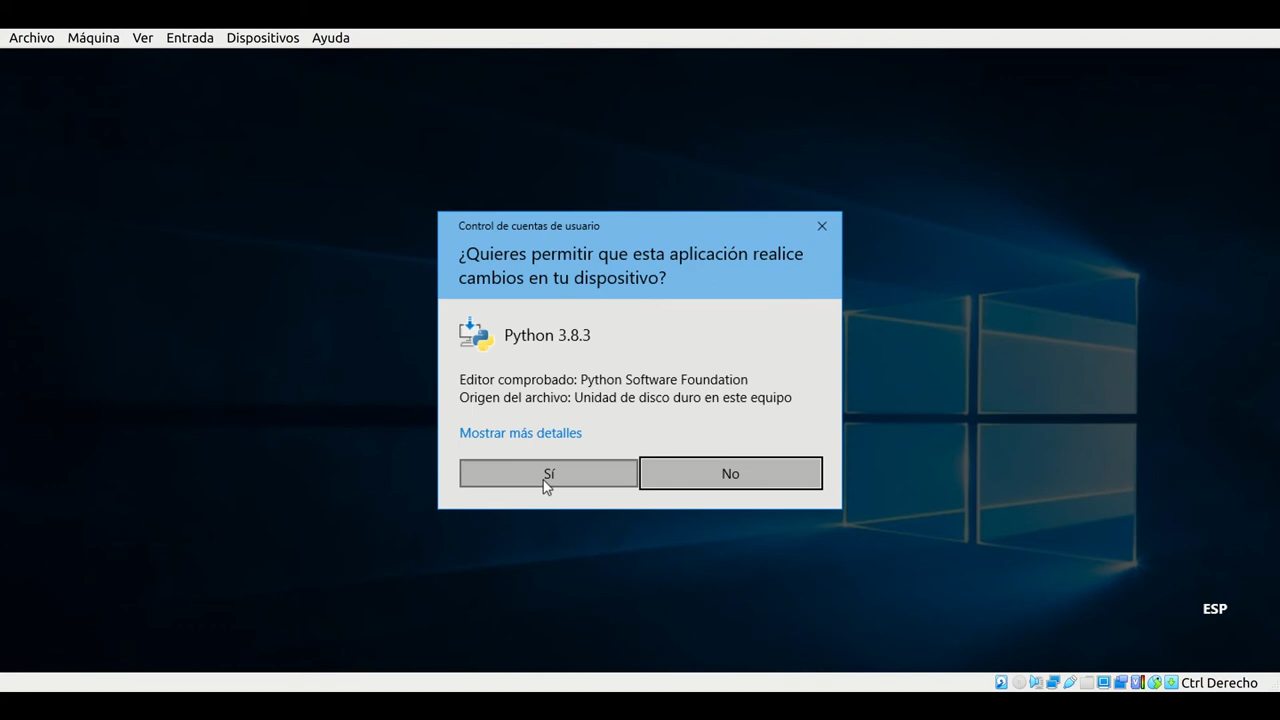 Archivo Máquina Ver Entrada Dispositivos Ayuda
Control de cuentas de usuario
¿Quieres permitir que esta aplicación realice
cambios en tu dispositivo?
Python 3.8.3
Editor comprobado: Python Software Foundation
Origen del archivo: Unidad de disco duro en este equipo
Mostrar más detalles
Sí No
ESP
Ctrl Derecho